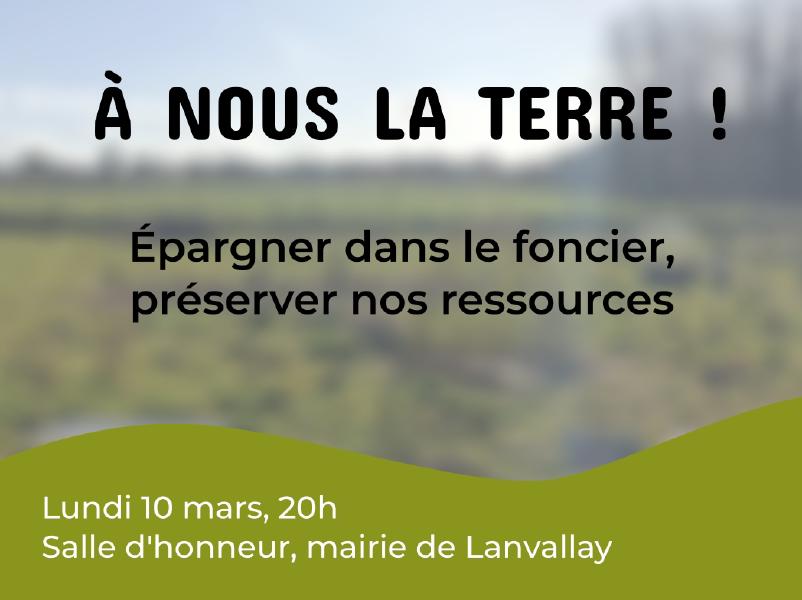 À NOUS LA TERRE !
Épargner dans le foncier,
préserver nos ressources
Lundi 10 mars, 20h
Salle d'honneur, mairie de Lanvallay